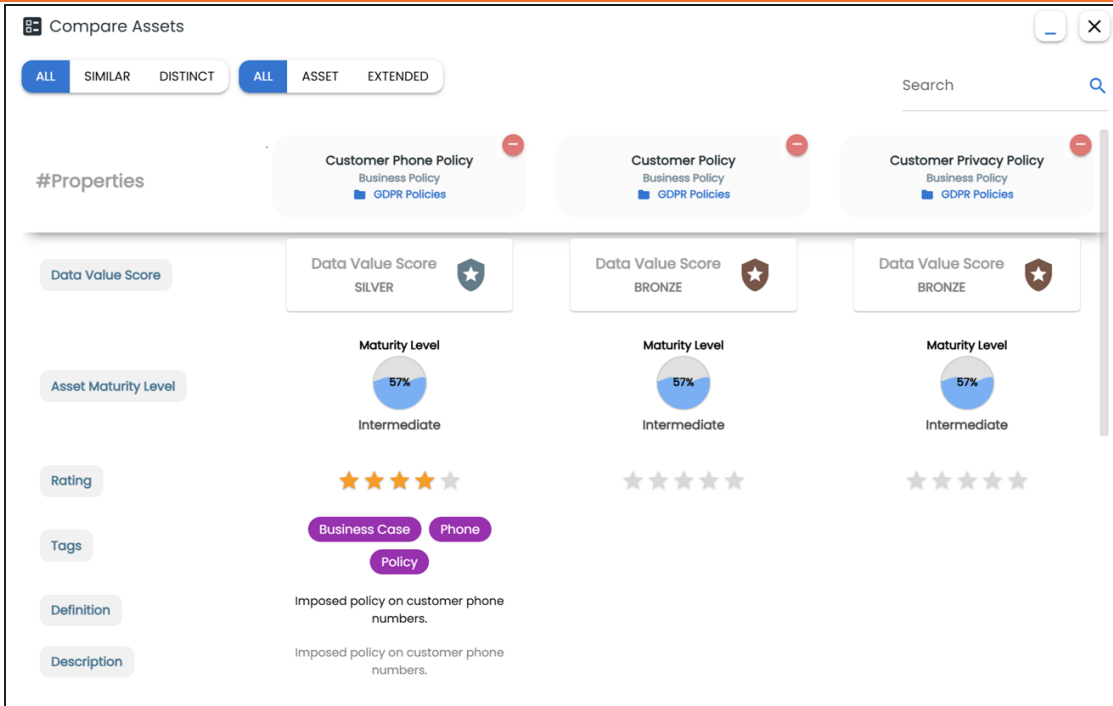 Compare Assets
ALL SIMILAR DISTINCT ALL ASSET EXTENDED
Search
#Properties
Customer Phone Policy
Business Policy
GDPR Policies
Customer Policy
Business Policy
GDPR Policies
Customer Privacy Policy
Business Policy
GDPR Policies
Data Value Score
Data Value Score
SILVER
Data Value Score
BRONZE
Data Value Score
BRONZE
Asset Maturity Level
Maturity Level
57%
Intermediate
Maturity Level
57%
Intermediate
Maturity Level
57%
Intermediate
Rating
Tags
Business Case Phone
Policy
Definition
Imposed policy on customer phone
numbers.
Description
Imposed policy on customer phone
numbers.